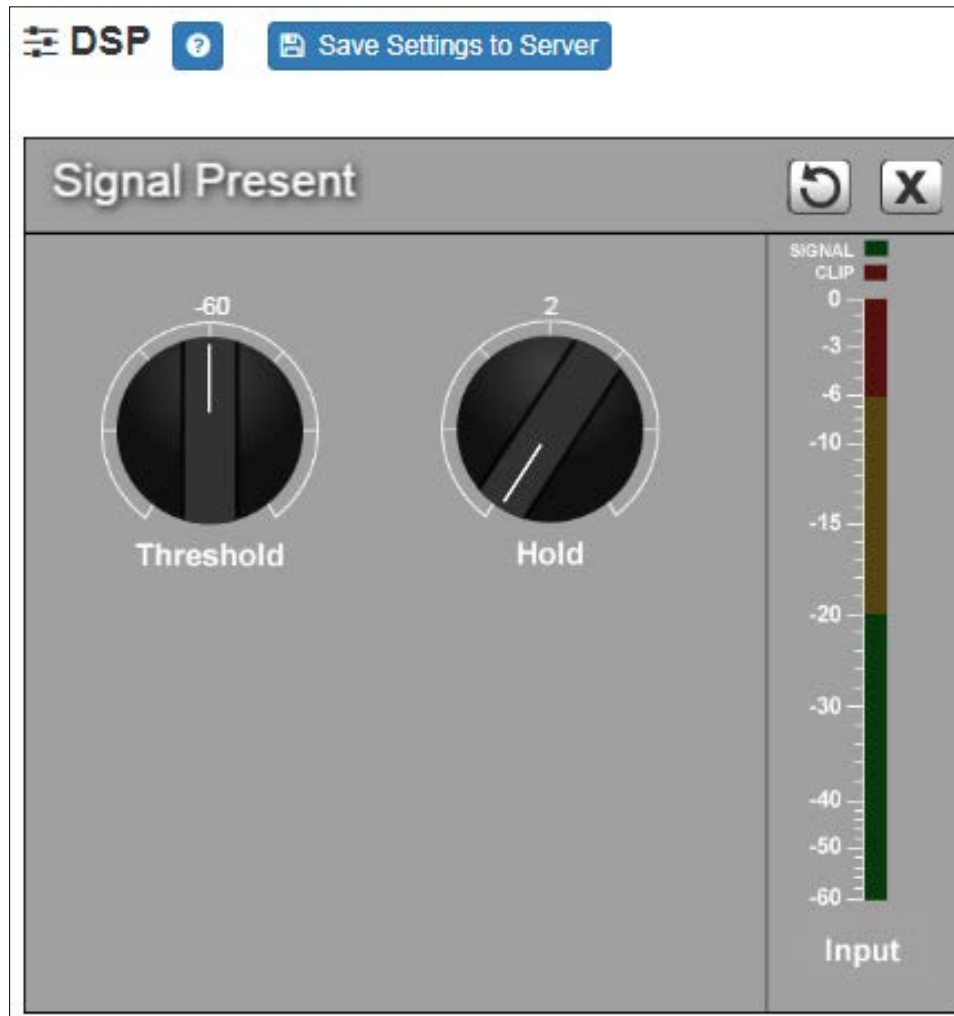 DSP ? Save Settings to Server
Signal Present X
SIGNAL
CLIP
-60 2
Threshold Hold
0
-3
-6
-10
-15
-20
-30
-40
-50
-60
Input